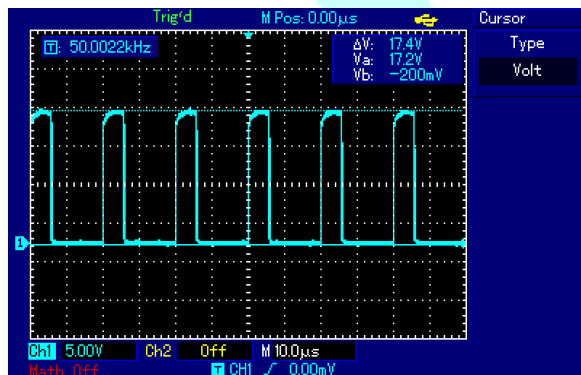 Trig'd M Pos: 0.00μs Cursor
T: 50.0022kHz
ΔV: 17.4V
Va: 17.2V
Vb: -200mV
Type
Volt
1
Ch1 5.00V Ch2 Off M 10.0μs
Math Off T CH1 / 0.00mV